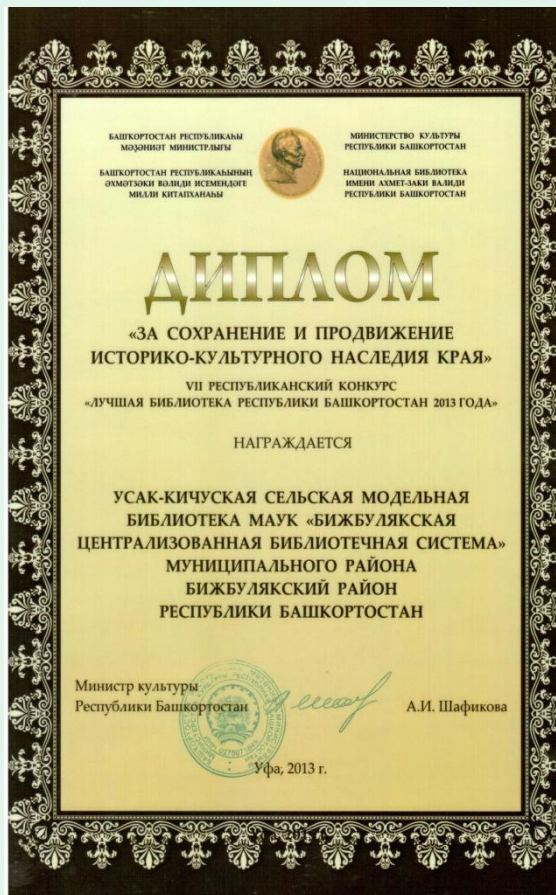 БАШҠОРТОСТАН РЕСПУБЛИКАҺЫ
МӘҘӘНИӘТ МИНИСТРЛЫҒЫ
БАШҠОРТОСТАН РЕСПУБЛИКАҺЫНЫҢ
ӘХМӘТЗӘКИ ВӘЛИДИ ИСЕМЕНДӘГЕ
МИЛЛИ КИТАПХАНАҺЫ
МИНИСТЕРСТВО КУЛЬТУРЫ
РЕСПУБЛИКИ БАШКОРТОСТАН
НАЦИОНАЛЬНАЯ БИБЛИОТЕКА
ИМЕНИ АХМЕТ-ЗАКИ ВАЛИДИ
РЕСПУБЛИКИ БАШКОРТОСТАН
ДИПЛОМ
«ЗА СОХРАНЕНИЕ И ПРОДВИЖЕНИЕ
ИСТОРИКО-КУЛЬТУРНОГО НАСЛЕДИЯ КРАЯ»
VII РЕСПУБЛИКАНСКИЙ КОНКУРС
«ЛУЧШАЯ БИБЛИОТЕКА РЕСПУБЛИКИ БАШКОРТОСТАН 2013 ГОДА»
НАГРАЖДАЕТСЯ
УСАК-КИЧУСКАЯ СЕЛЬСКАЯ МОДЕЛЬНАЯ
БИБЛИОТЕКА МАУК «БИЖБУЛЯКСКАЯ
ЦЕНТРАЛИЗОВАННАЯ БИБЛИОТЕЧНАЯ СИСТЕМА»
МУНИЦИПАЛЬНОГО РАЙОНА
БИЖБУЛЯКСКИЙ РАЙОН
РЕСПУБЛИКИ БАШКОРТОСТАН
Министр культуры
Республики Башкортостан
А.И. Шафикова
Уфа, 2013 г.